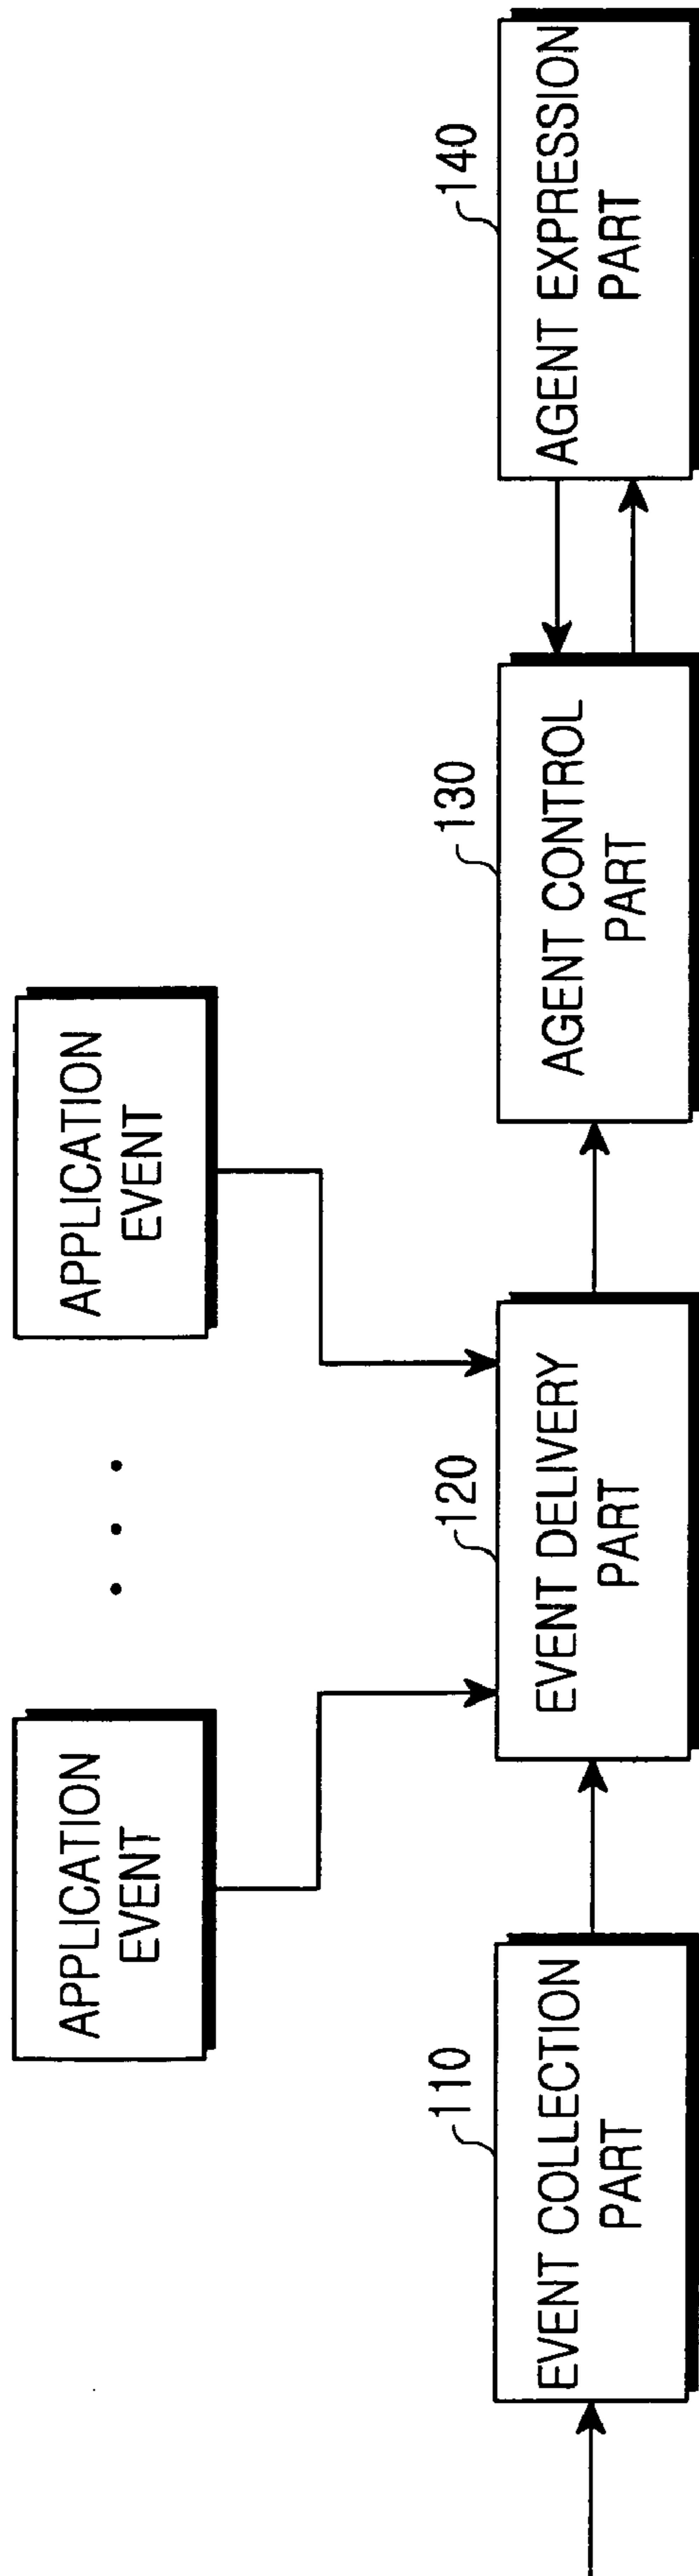 APPLICATION
EVENT
. . .
APPLICATION
EVENT
110
EVENT COLLECTION
PART
120
EVENT DELIVERY
PART
130
AGENT CONTROL
PART
140
AGENT EXPRESSION
PART